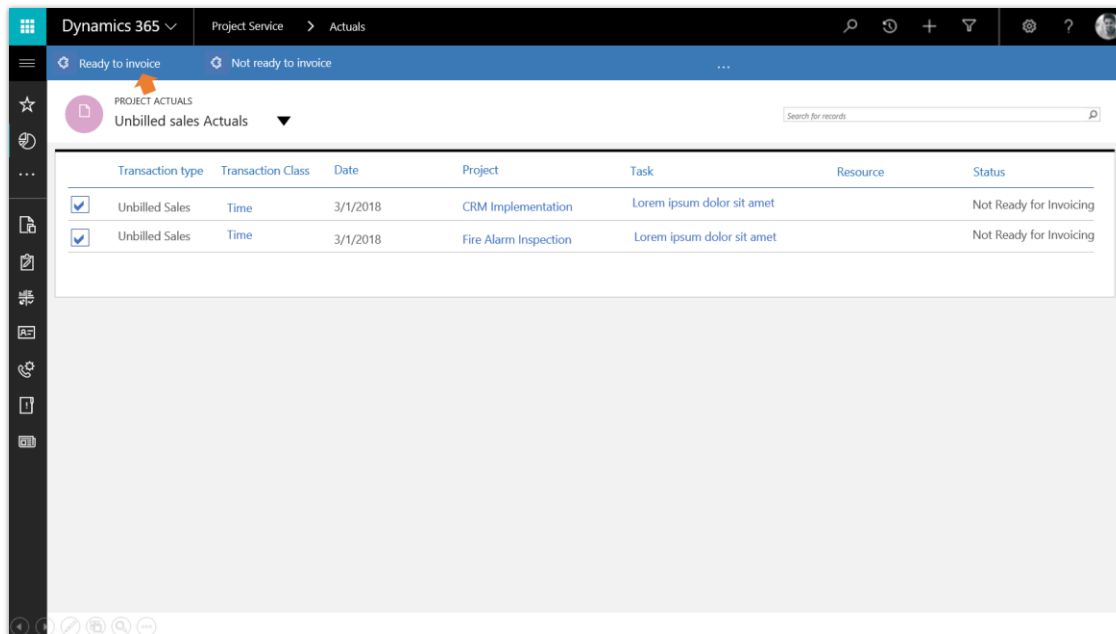 Dynamics 365 Project Service > Actuals ?
Ready to invoice Not ready to invoice ...
PROJECT ACTUALS
Unbilled sales Actuals
Search for records
Transaction type Transaction Class Date Project Task Resource Status
Unbilled Sales Time 3/1/2018 CRM Implementation Lorem ipsum dolor sit amet Not Ready for Invoicing
Unbilled Sales Time 3/1/2018 Fire Alarm Inspection Lorem ipsum dolor sit amet Not Ready for Invoicing